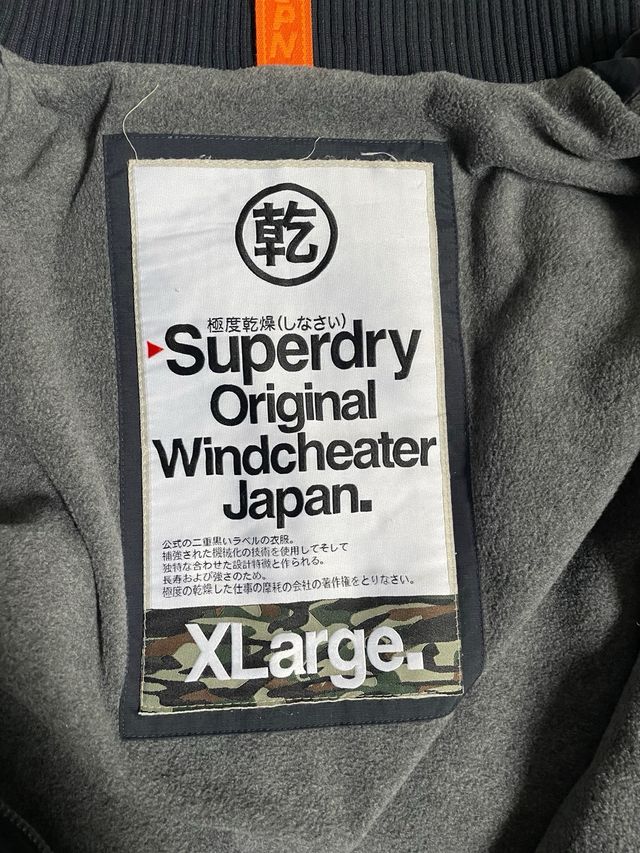 JPN
乾
極度乾燥(しなさい)
Superdry
Original
Windcheater
Japan.
公式の二重黒いラベルの衣服。
補強された機械化の技術を使用してそして
独特な合わせた設計特徴と作られる。
長寿および強さのため。
極度の乾燥した仕事の摩耗の会社の著作権をとりなさい。
XLarge.